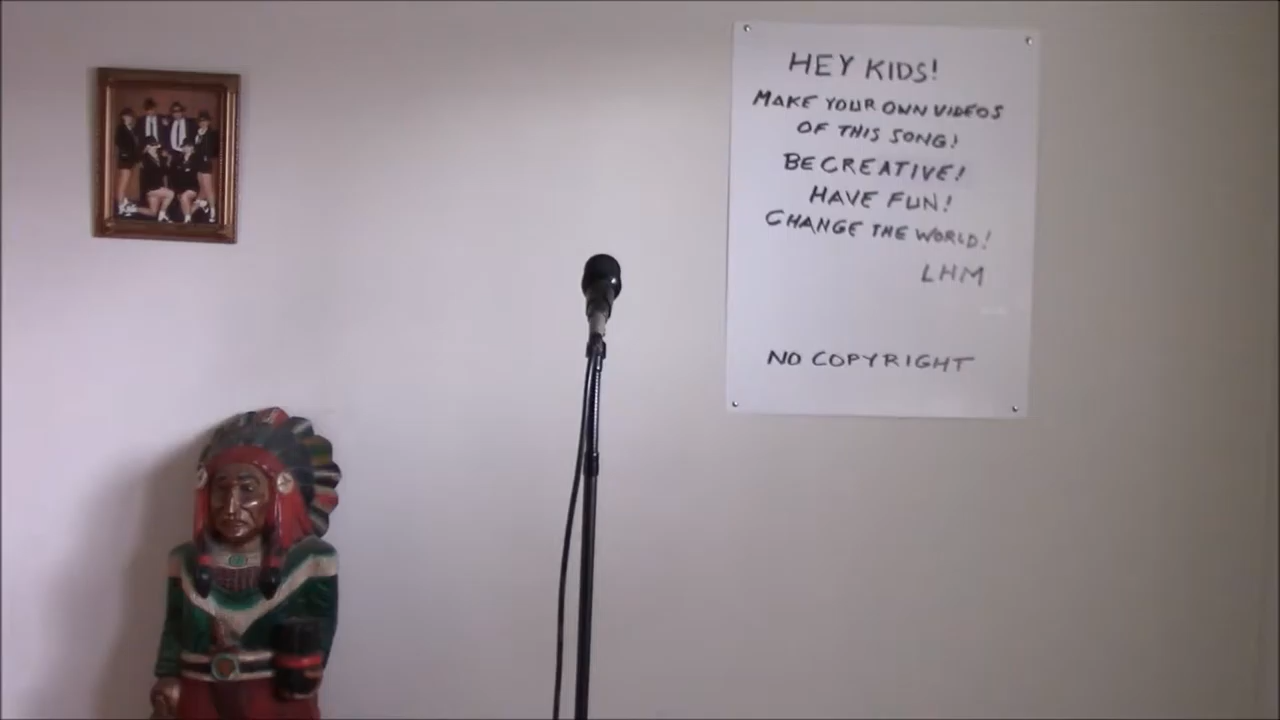 HEY KIDS!
MAKE YOUR OWN VIDEOS
OF THIS SONG!
BE CREATIVE!
HAVE FUN!
CHANGE THE WORLD!
LHM
NO COPYRIGHT